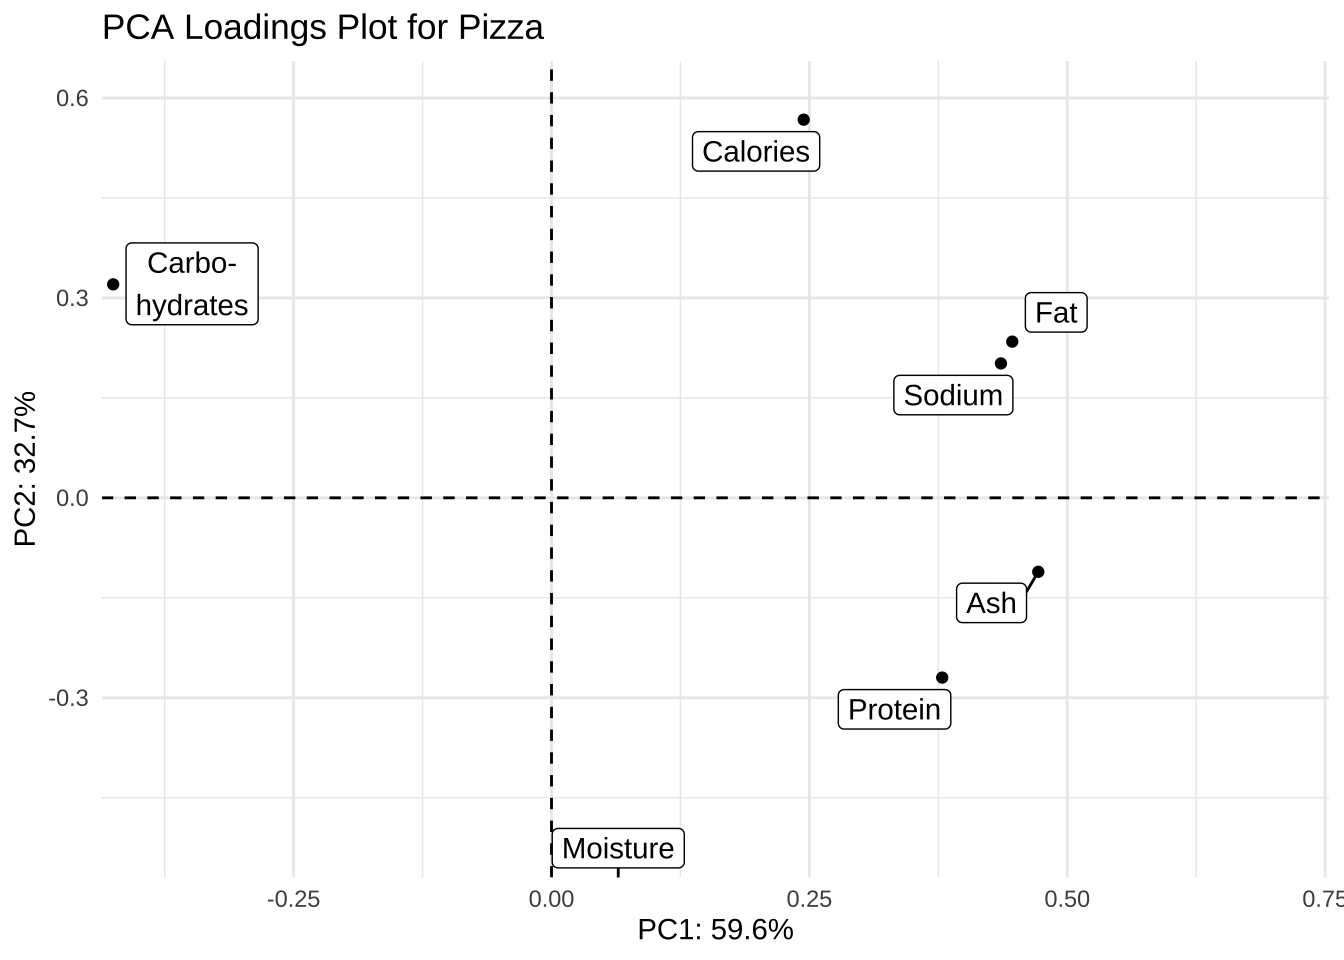 PCA Loadings Plot for Pizza
0.6
Calories
Carbo-
hydrates
0.3
Fat
Sodium
PC2: 32.7%
0.0
Ash
Protein
-0.3
Moisture
-0.25
0.00
0.25
0.50
0.75
PC1: 59.6%